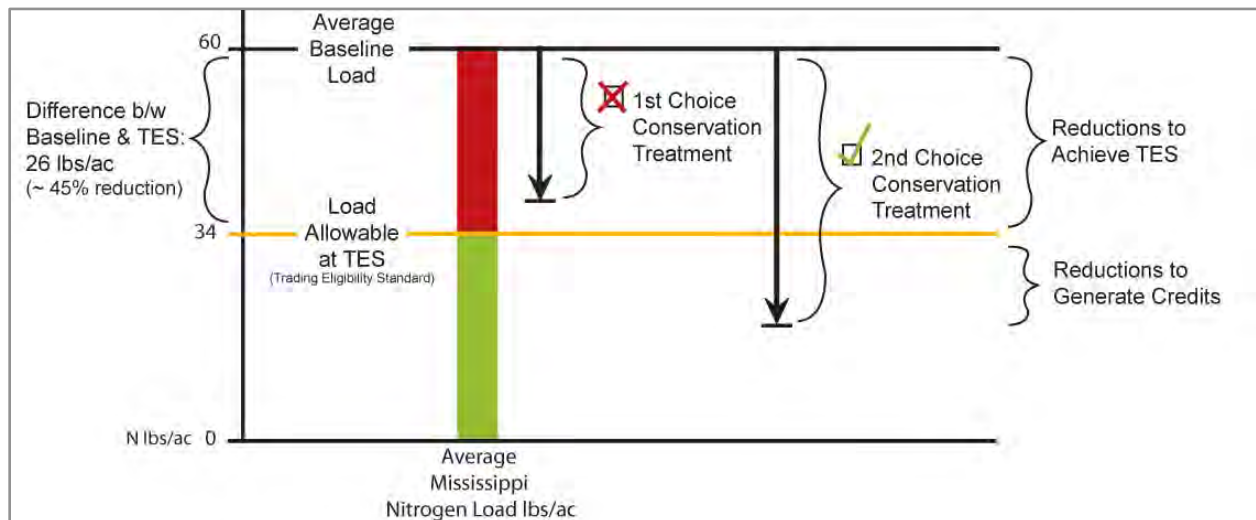 60
Average
Baseline
Load
Difference b/w
Baseline & TES:
26 lbs/ac
(~ 45% reduction)
1st Choice
Conservation
Treatment
2nd Choice
Conservation
Treatment
Reductions to
Achieve TES
34
Load
Allowable
at TES
(Trading Eligibility Standard)
Reductions to
Generate Credits
N lbs/ac 0
Average
Mississippi
Nitrogen Load lbs/ac